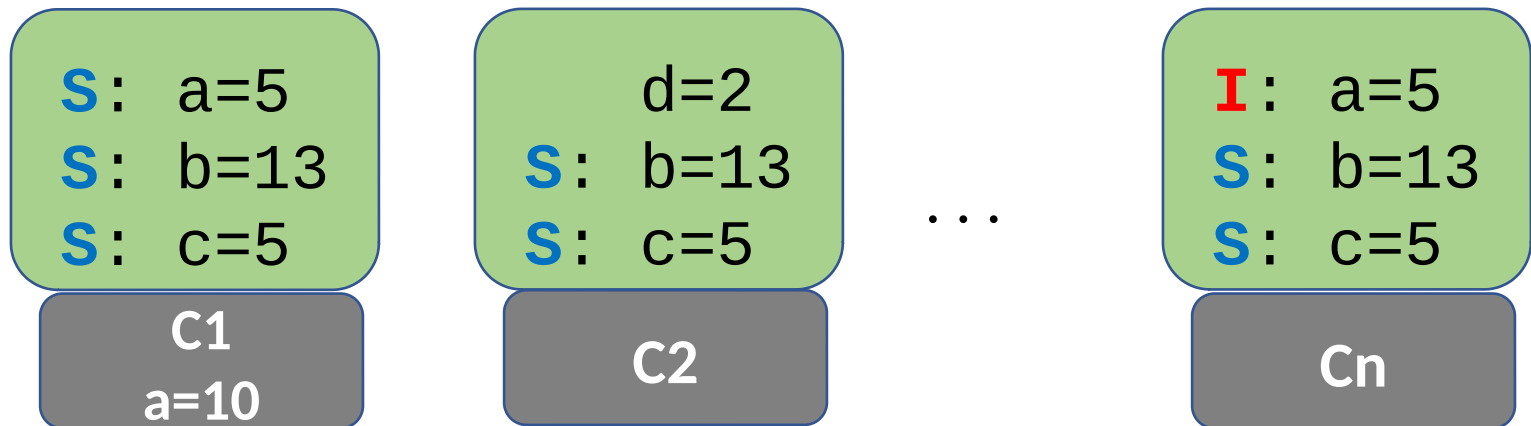 S: a=5
S: b=13
S: c=5
C1
a=10
d=2
S: b=13
S: c=5
C2
...
I: a=5
S: b=13
S: c=5
Cn